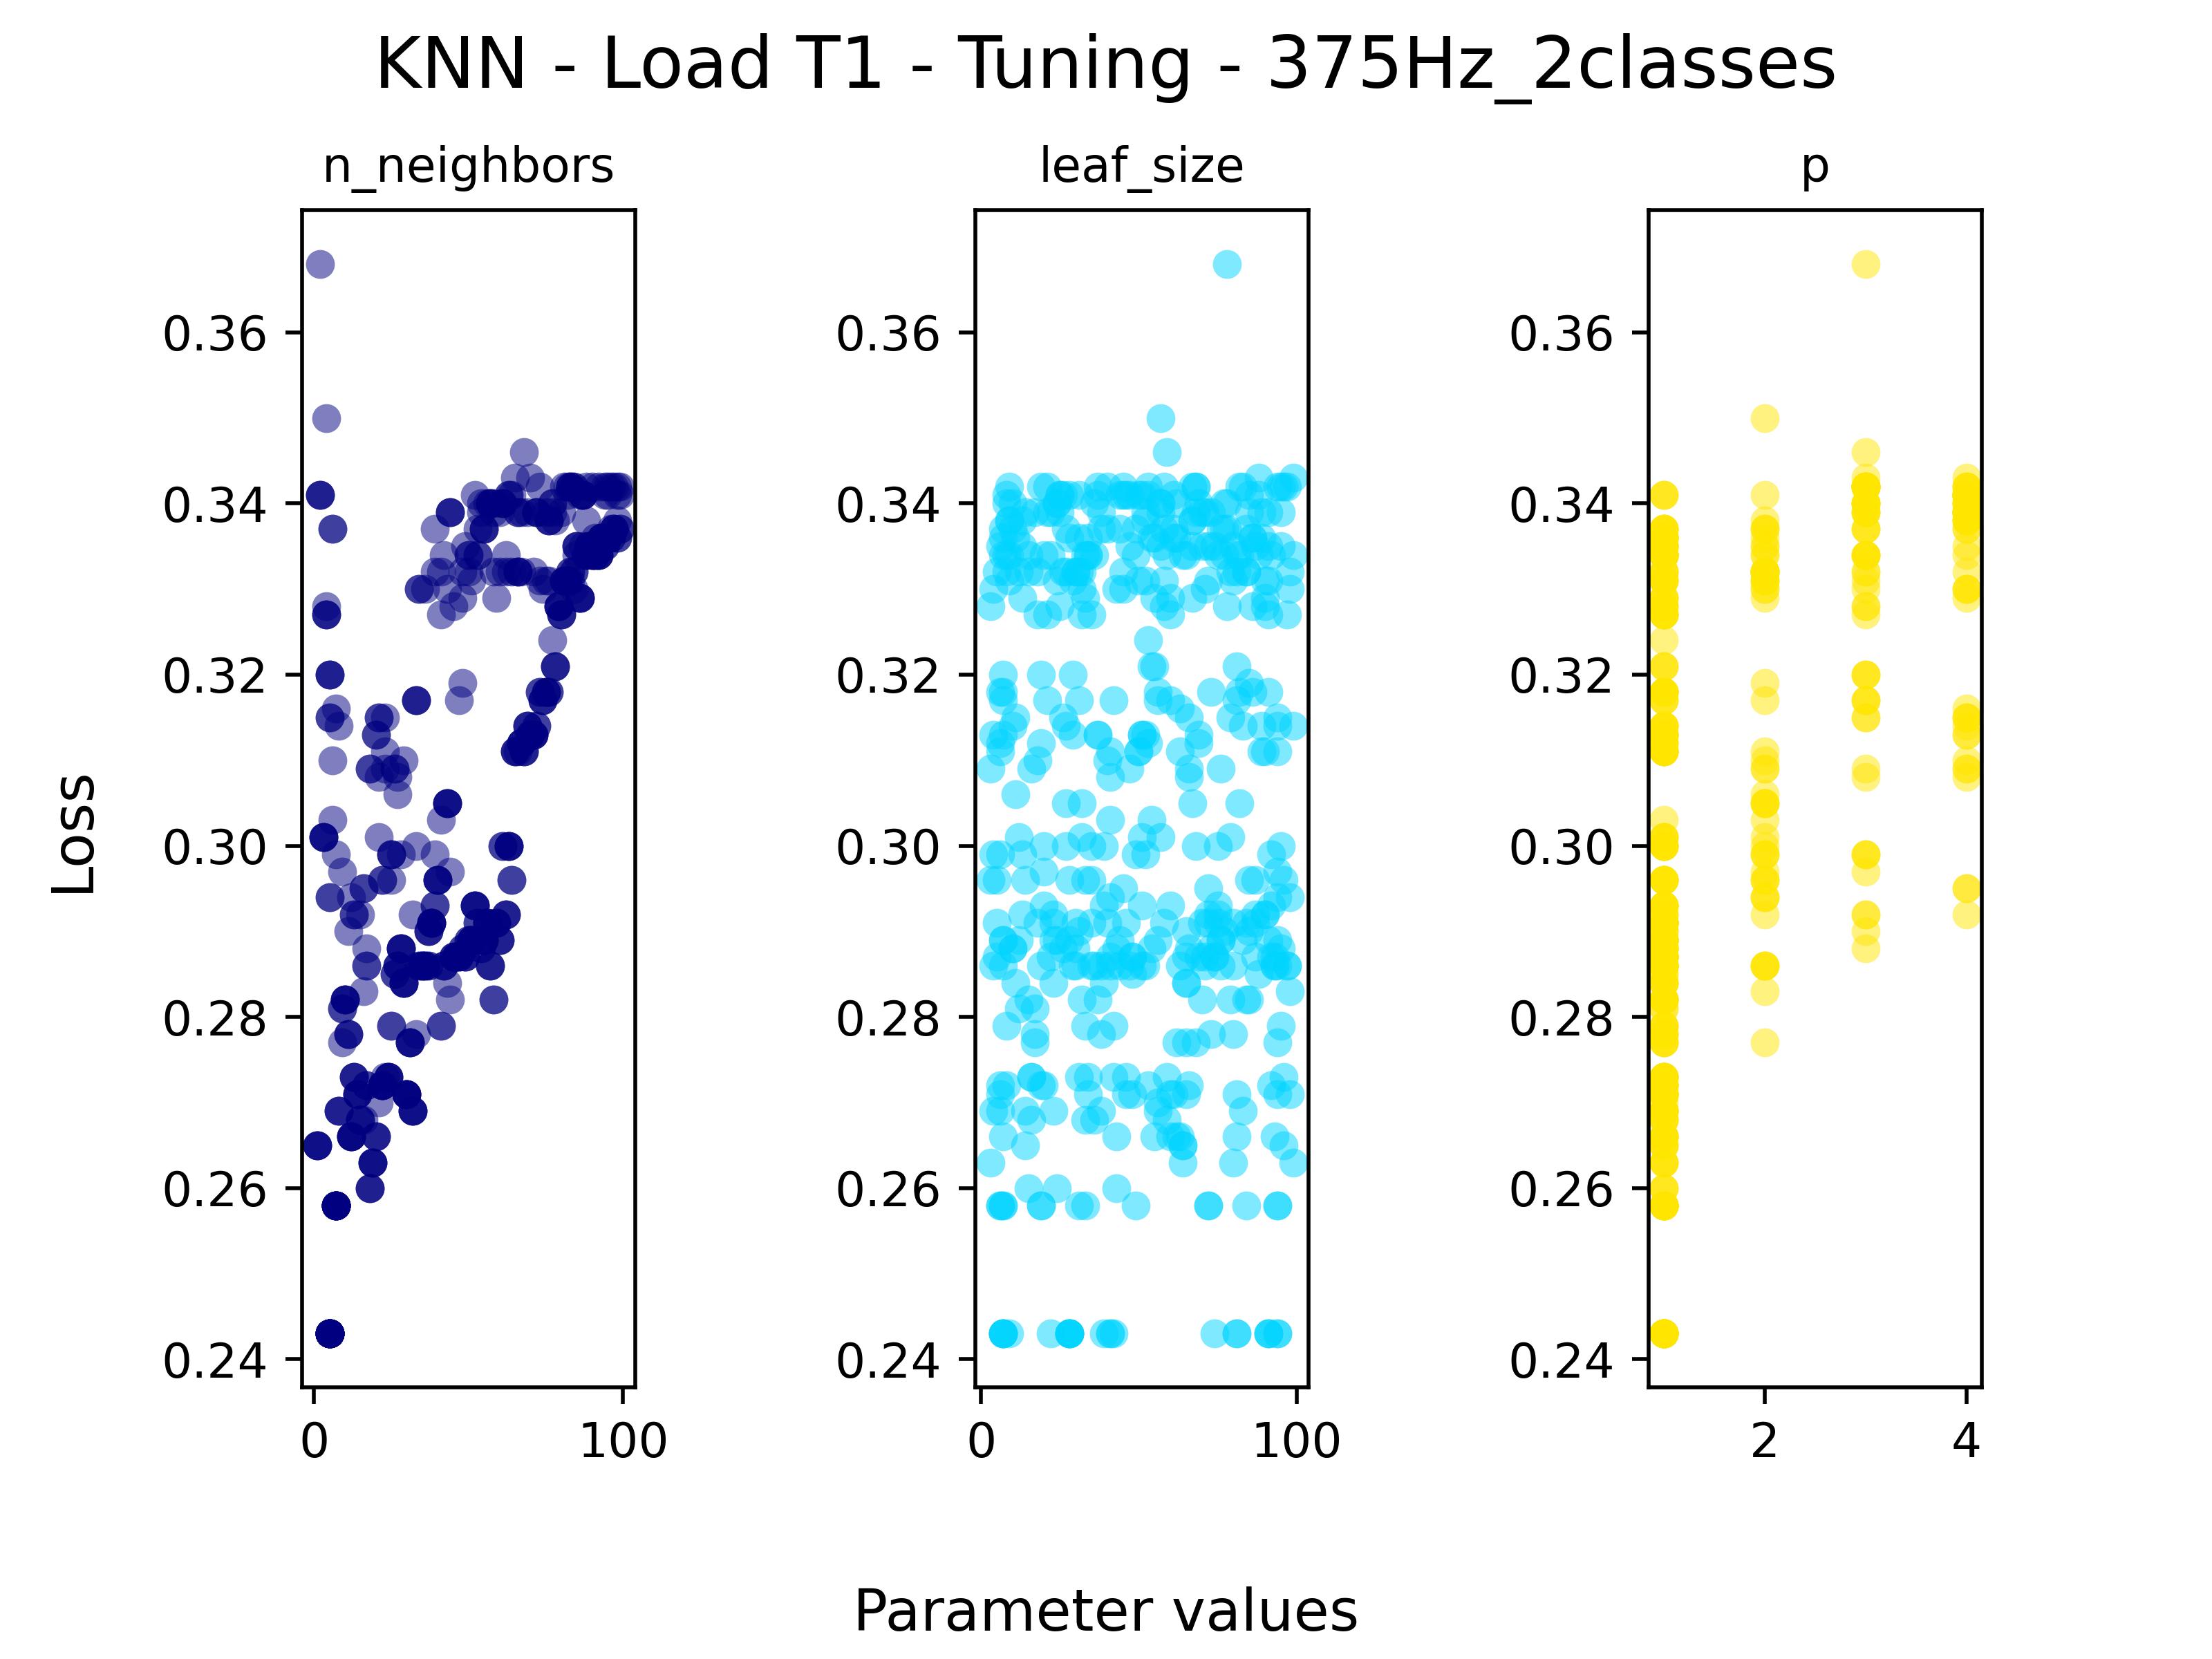 KNN - Load T1 - Tuning - 375Hz_2classes
n_neighbors
leaf_size
p
0.36 0.36 0.36
0.34 0.34 0.34
0.32 0.32 0.32
0.30 0.30 0.30
Loss
0.28 0.28 0.28
0.26 0.26 0.26
0.24 0.24 0.24
0 100 0 100 2 4
Parameter values